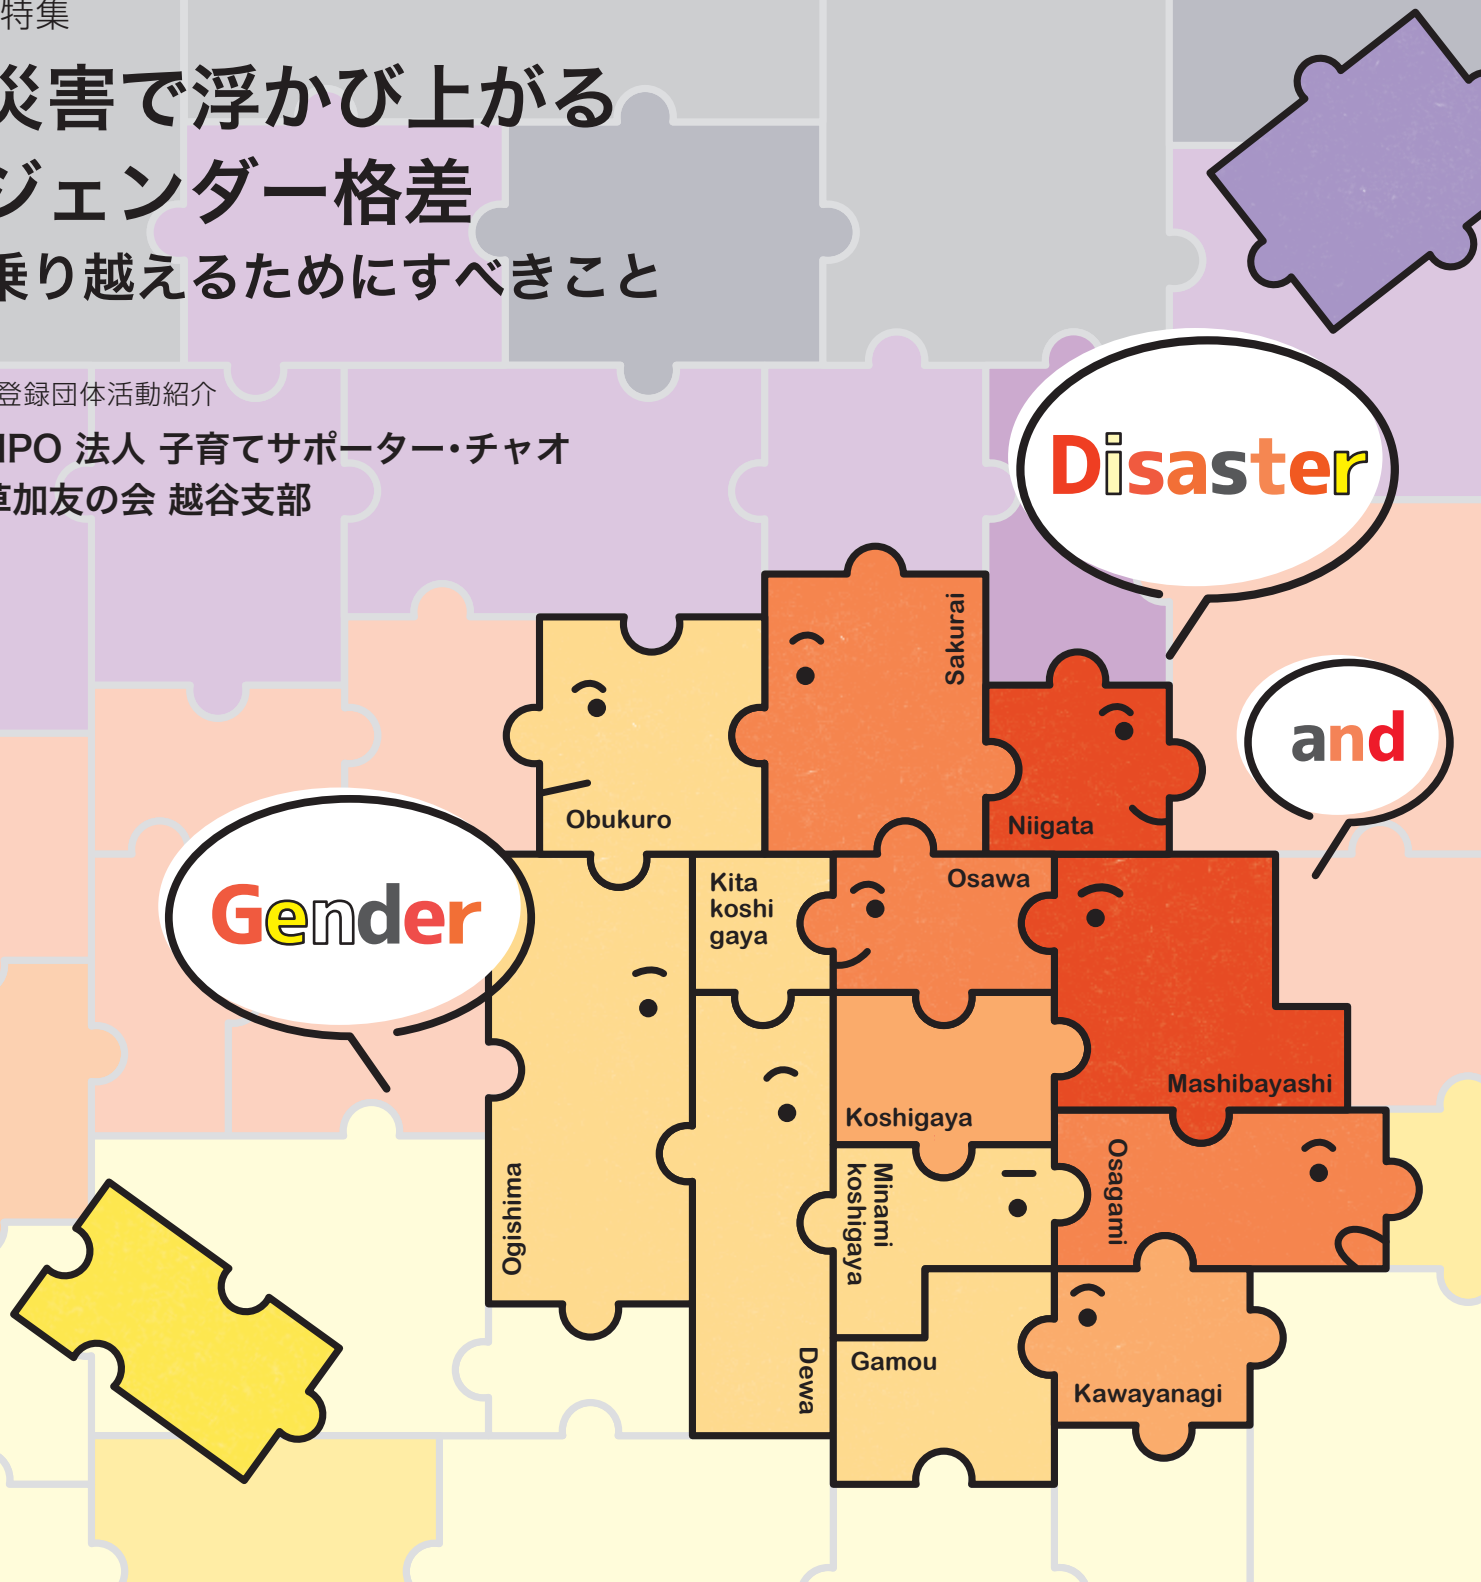 特集
災害で浮かび上がる
ジェンダー格差
乗り越えるためにすべきこと
登録団体活動紹介
NPO 法人 子育てサポーター・チャオ
草加友の会 越谷支部
Disaster
and
Gender
Sakurai
Obukuro
Niigata
Kita
koshi
gaya
Osawa
Mashibayashi
Koshigaya
Ogishima
Minami
koshigaya
Osagami
Dewa
Gamou
Kawayanagi